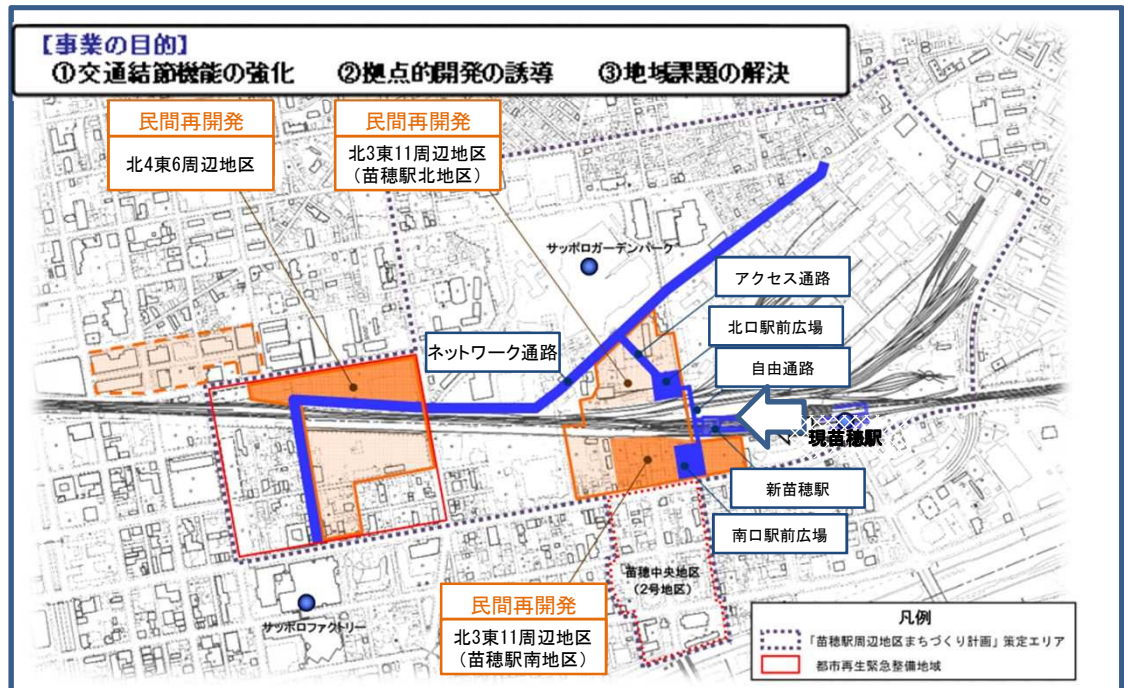 【事業の目的】
①交通結節機能の強化 ②拠点的開発の誘導 ③地域課題の解決
民間再開発
北4東6周辺地区
民間再開発
北3東11周辺地区
(苗穂駅北地区)
サッポロガーデンパーク
アクセス通路
北口駅前広場
ネットワーク通路
自由通路
現苗穂駅
新苗穂駅
南口駅前広場
苗穂中央地区
(2号地区)
サッポロファクトリー
民間再開発
北3東11周辺地区
(苗穂駅南地区)
凡例
「苗穂駅周辺地区まちづくり計画」策定エリア
都市再生緊急整備地域